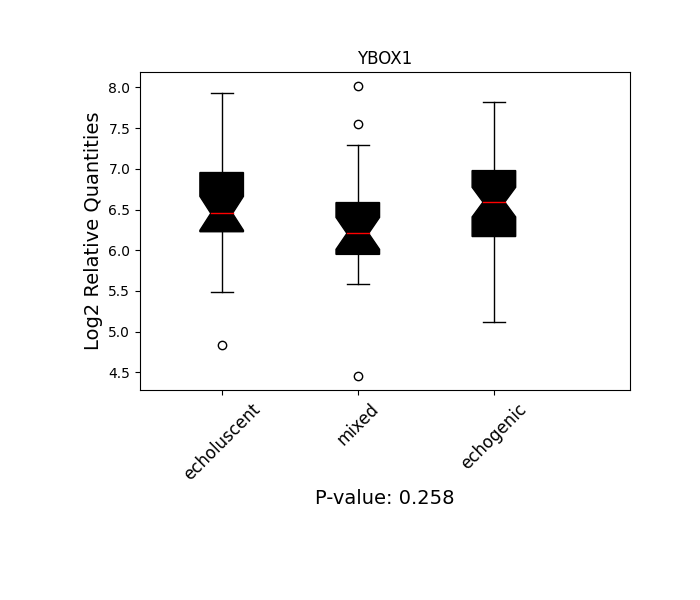 YBOX1
Log2 Relative Quantities
8.0
7.5
7.0
6.5
6.0
5.5
5.0
4.5
echoluscent
mixed
echogenic
P-value: 0.258